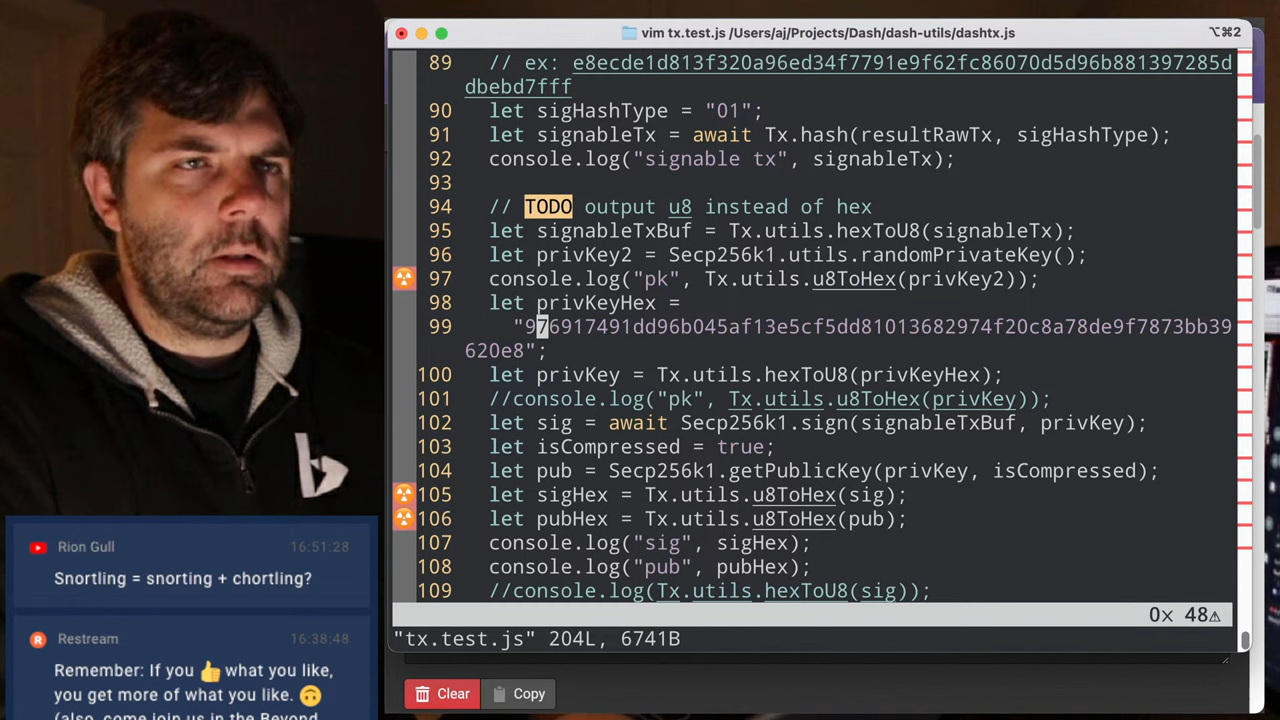 vim tx.test.js /Users/aj/Projects/Dash/dash-utils/dashtx.js
⌥⌘2
89 // ex: e8ecde1d813f320a96ed34f7791e9f62fc86070d5d96b881397285d
dbebd7fff
90 let sigHashType = "01";
91 let signableTx = await Tx.hash(resultRawTx, sigHashType);
92 console.log("signable tx", signableTx);
93
94 // TODO output u8 instead of hex
95 let signableTxBuf = Tx.utils.hexToU8(signableTx);
96 let privKey2 = Secp256k1.utils.randomPrivateKey();
97 console.log("pk", Tx.utils.u8ToHex(privKey2));
98 let privKeyHex =
99 "976917491dd96b045af13e5cf5dd81013682974f20c8a78de9f7873bb39
620e8";
100 let privKey = Tx.utils.hexToU8(privKeyHex);
101 //console.log("pk", Tx.utils.u8ToHex(privKey));
102 let sig = await Secp256k1.sign(signableTxBuf, privKey);
103 let isCompressed = true;
104 let pub = Secp256k1.getPublicKey(privKey, isCompressed);
105 let sigHex = Tx.utils.u8ToHex(sig);
106 let pubHex = Tx.utils.u8ToHex(pub);
107 console.log("sig", sigHex);
108 console.log("pub", pubHex);
109 //console.log(Tx.utils.hexToU8(sig));
0× 48⚠
"tx.test.js" 204L, 6741B
Clear Copy
Rion Gull 16:51:28
Snortling = snorting + chortling?
Restream 16:38:48
Remember: If you 👍 what you like,
you get more of what you like. 🙃
(also, come join us in the Beyond